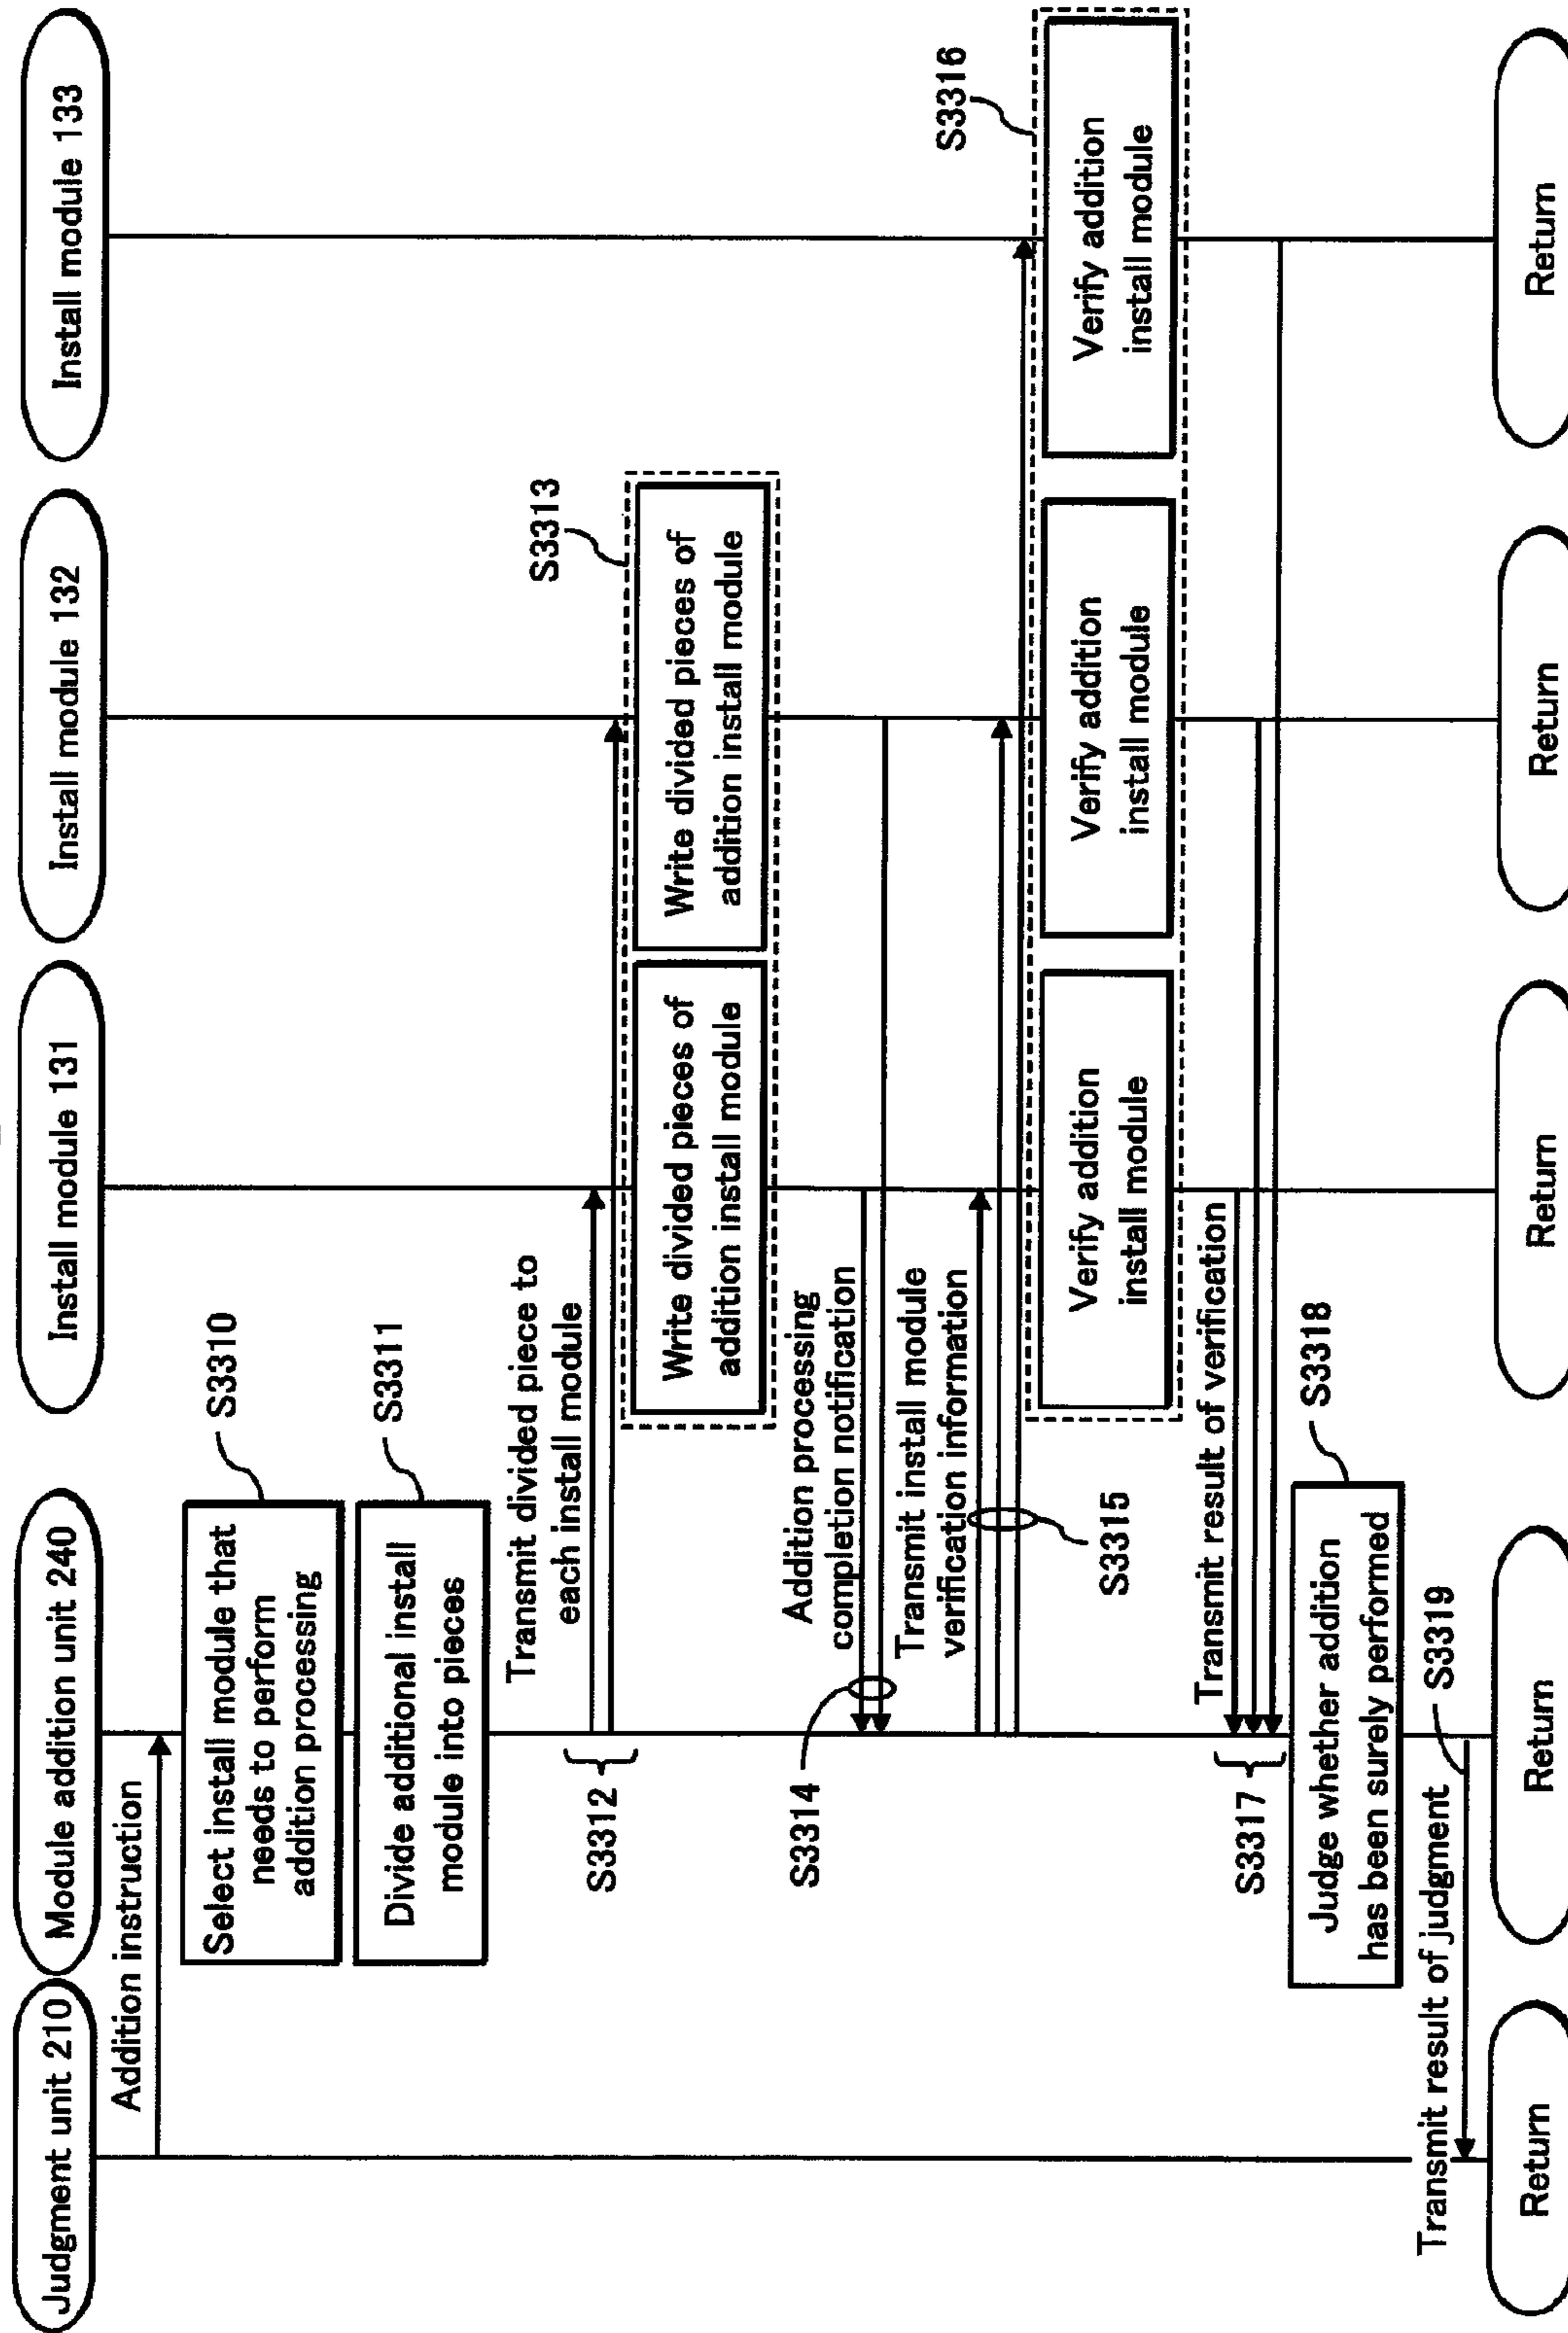 Judgment unit 210
Module addition unit 240
Install module 131
Install module 132
Install module 133
Addition instruction
Select install module that
needs to perform
addition processing
S3310
Divide additional install
module into pieces
S3311
Transmit divided piece to
each install module
S3312
Write divided pieces of
addition install module
Write divided pieces of
addition install module
S3313
Addition processing
completion notification
S3314
Transmit install module
verification information
S3315
Verify addition
install module
Verify addition
install module
Verify addition
install module
S3316
Transmit result of verification
S3317
Judge whether addition
has been surely performed
S3318
Transmit result of judgment
S3319
Return
Return
Return
Return
Return